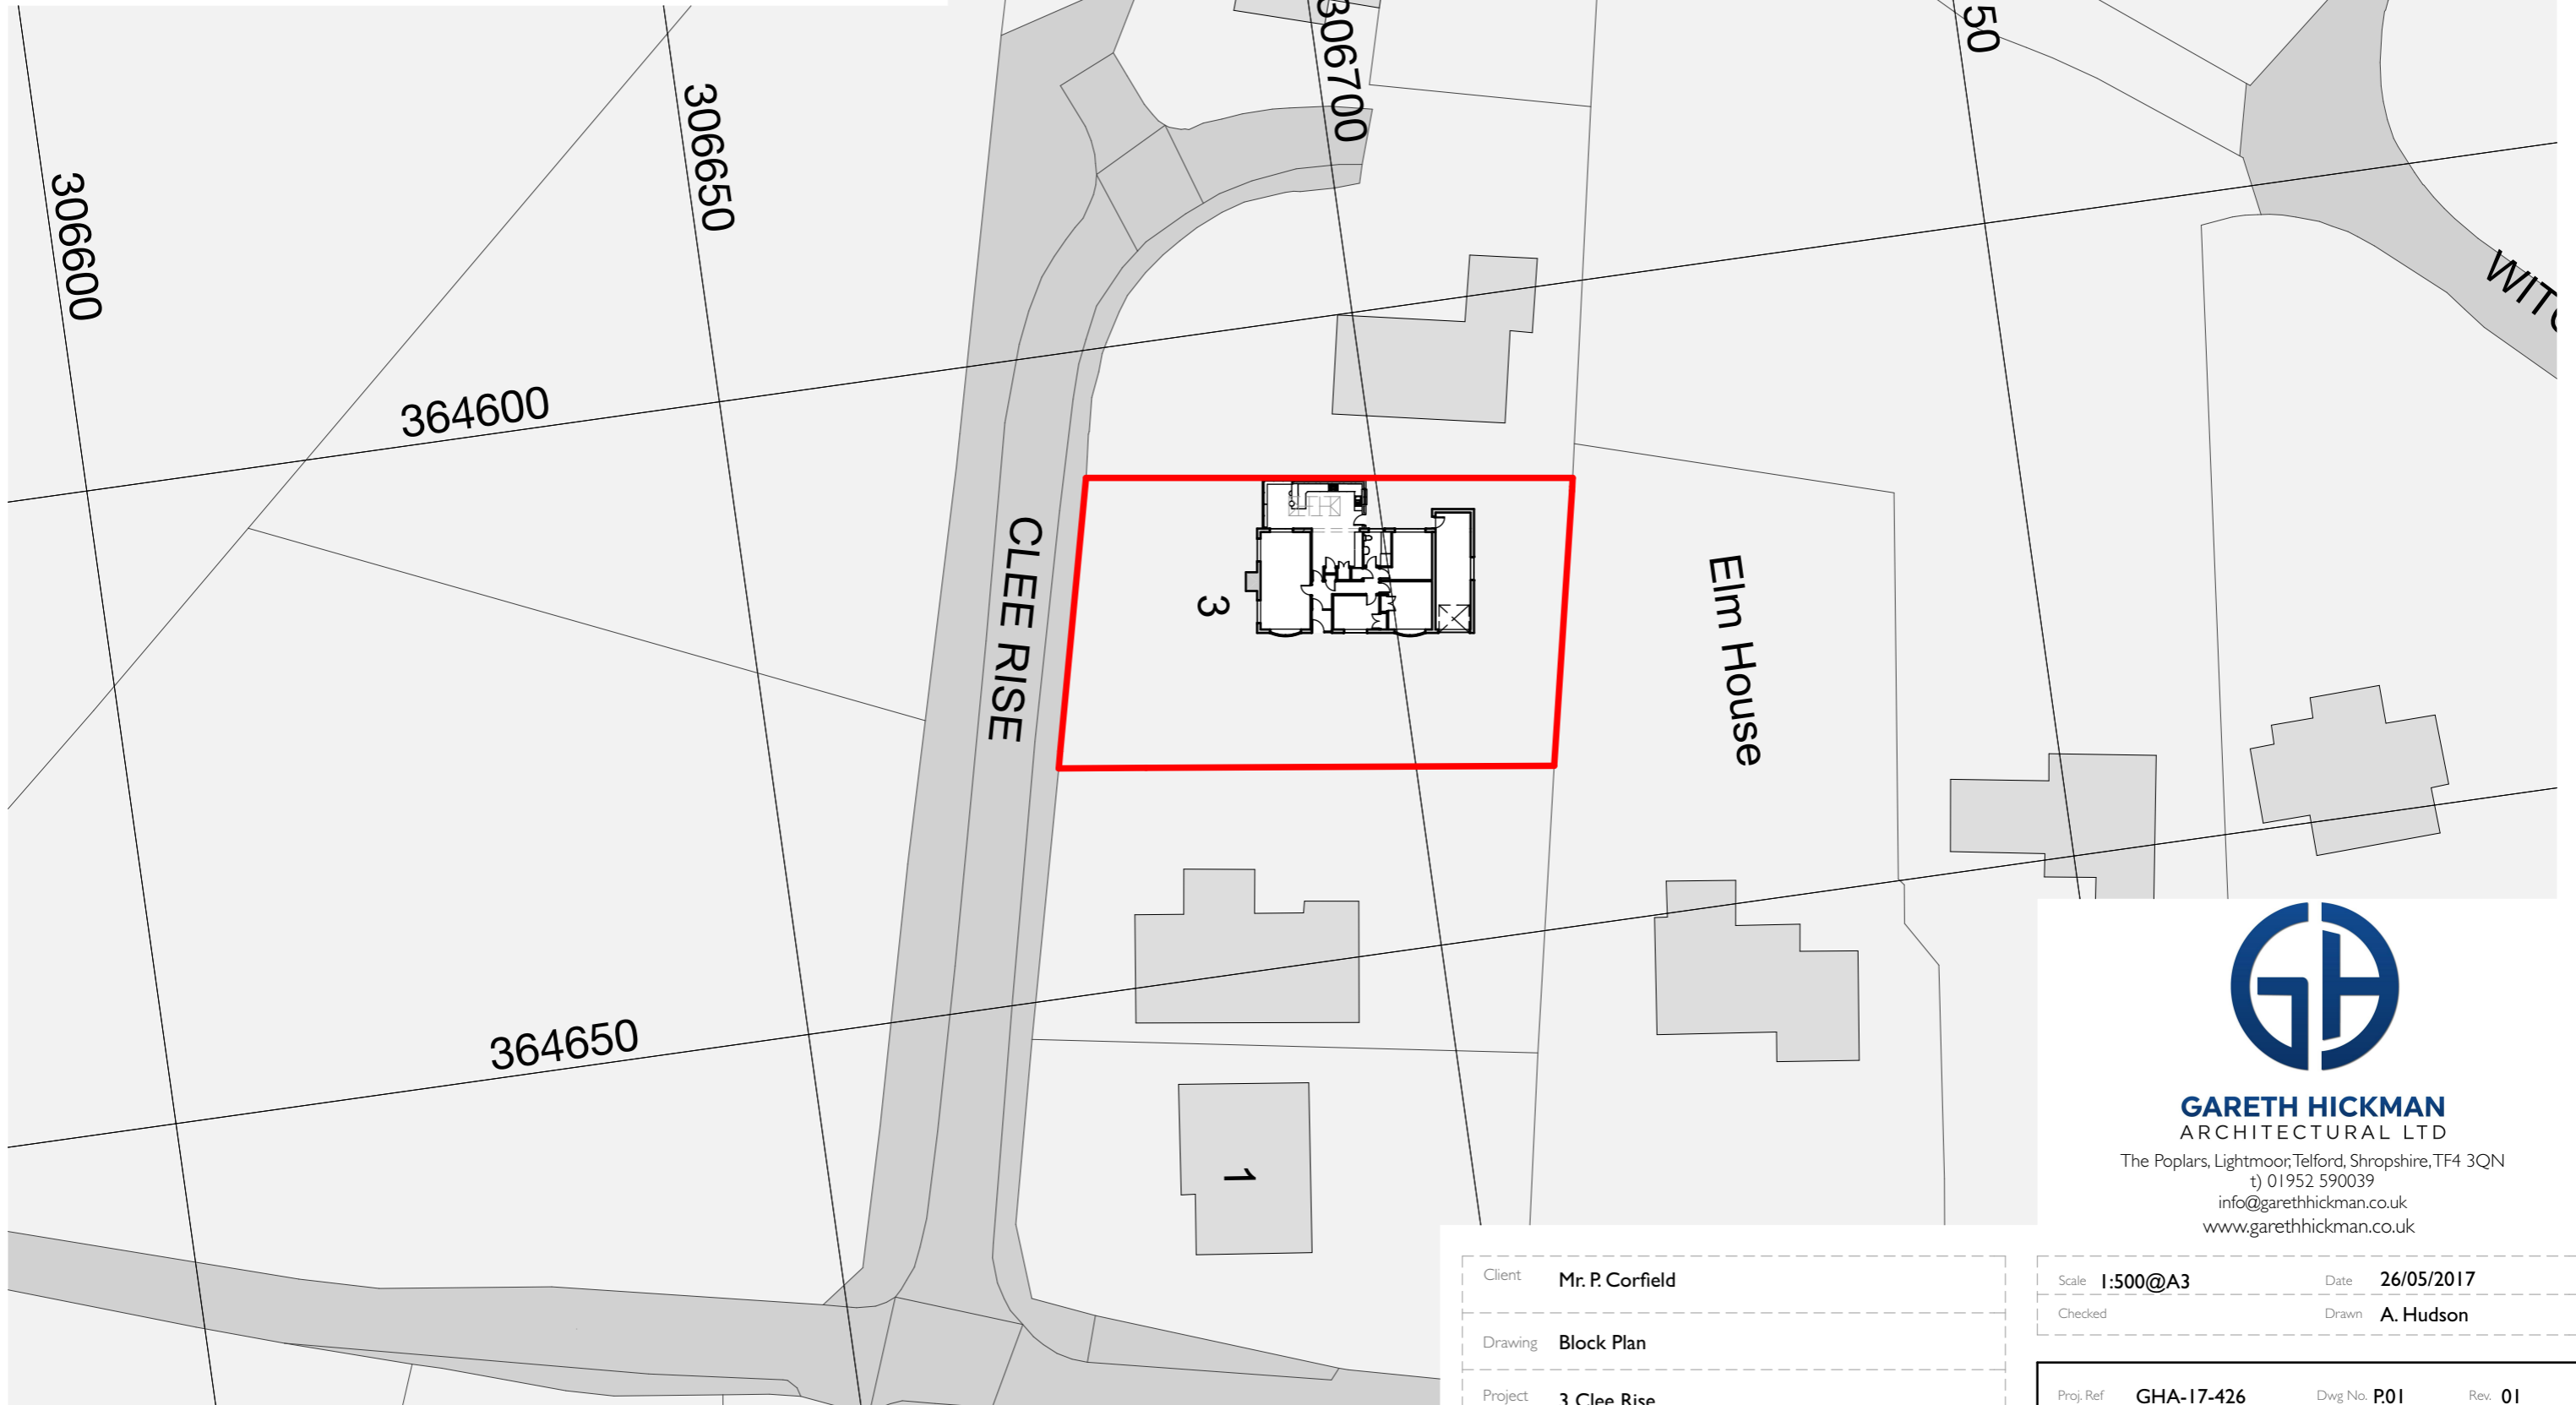 306600
306650
306700
50
364600
364650
CLEE RISE
3
Elm House
1
GH
GARETH HICKMAN
ARCHITECTURAL LTD
The Poplars, Lightmoor, Telford, Shropshire, TF4 3QN
t) 01952 590039
info@garethhickman.co.uk
www.garethhickman.co.uk
Client Mr. P. Corfield
Drawing Block Plan
Project 3 Clee Rise
Scale 1:500@A3 Date 26/05/2017
Checked Drawn A. Hudson
Proj. Ref GHA-17-426 Dwg No. P.01 Rev. 01